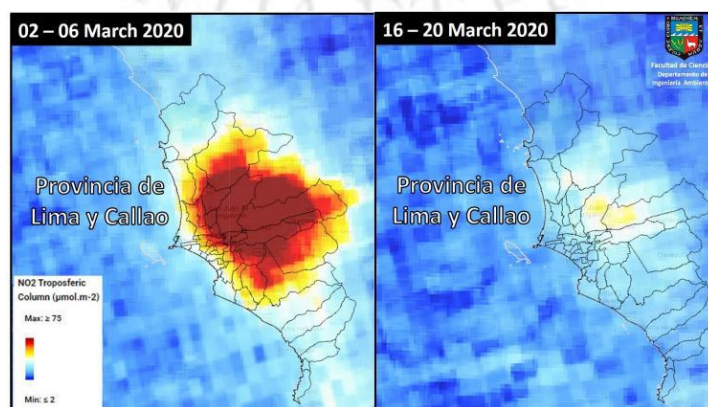 02 – 06 March 2020
Provincia de
Lima y Callao
NO2 Troposferic
Column (µmol.m-2)
Max: ≥ 75
Min: ≤ 2
16 – 20 March 2020
Facultad de Ciencias
Departamento de
Ingeniería Ambiental
Provincia de
Lima y Callao